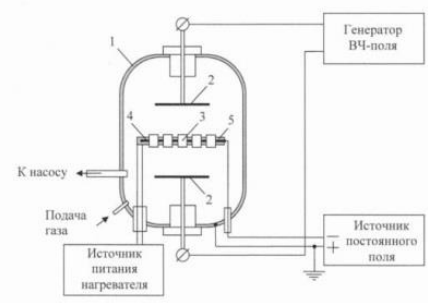 1
Генератор
ВЧ-поля
2
4
3
5
К насосу
2
Подача
газа
Источник
питания
нагревателя
Источник
постоянного
поля
−
+